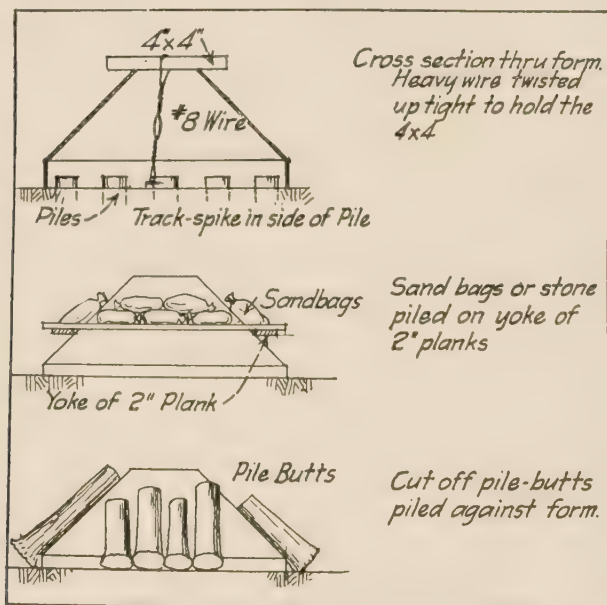 4"x4"
Cross section thru form.
Heavy wire twisted
up tight to hold the
4x4
#8 Wire
Piles
Track-spike in side of Pile
Sandbags
Sand bags or stone
piled on yoke of
2" planks
Yoke of 2" Plank
Pile Butts
Cut off pile-butts
piled against form.